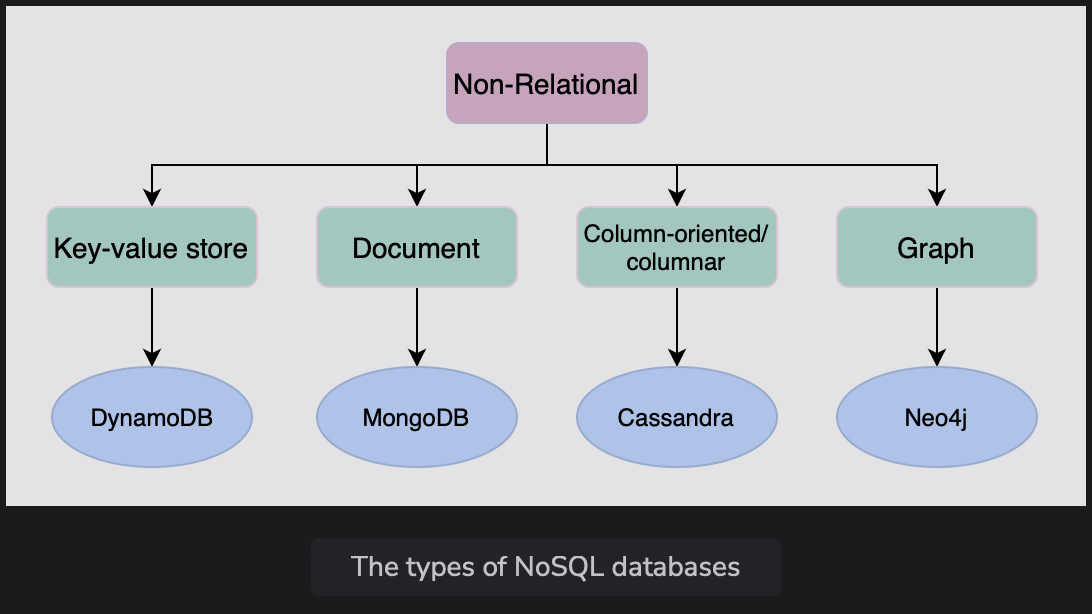 Non-Relational
Key-value store
Document
Column-oriented/
columnar
Graph
DynamoDB
MongoDB
Cassandra
Neo4j
The types of NoSQL databases